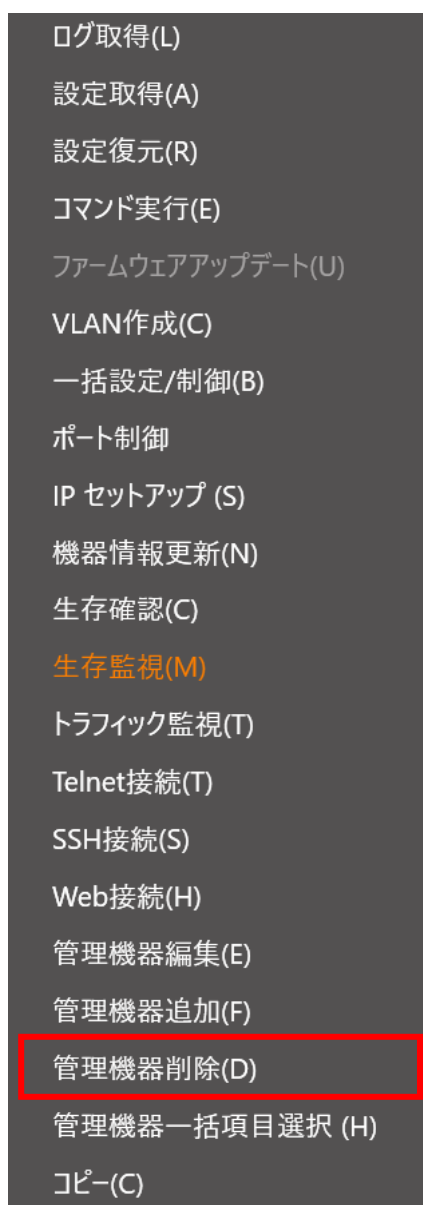 ログ取得(L)
設定取得(A)
設定復元(R)
コマンド実行(E)
ファームウェアアップデート(U)
VLAN作成(C)
一括設定/制御(B)
ポート制御
IP セットアップ (S)
機器情報更新(N)
生存確認(C)
生存監視(M)
トラフィック監視(T)
Telnet接続(T)
SSH接続(S)
Web接続(H)
管理機器編集(E)
管理機器追加(F)
管理機器削除(D)
管理機器一括項目選択 (H)
コピー(C)